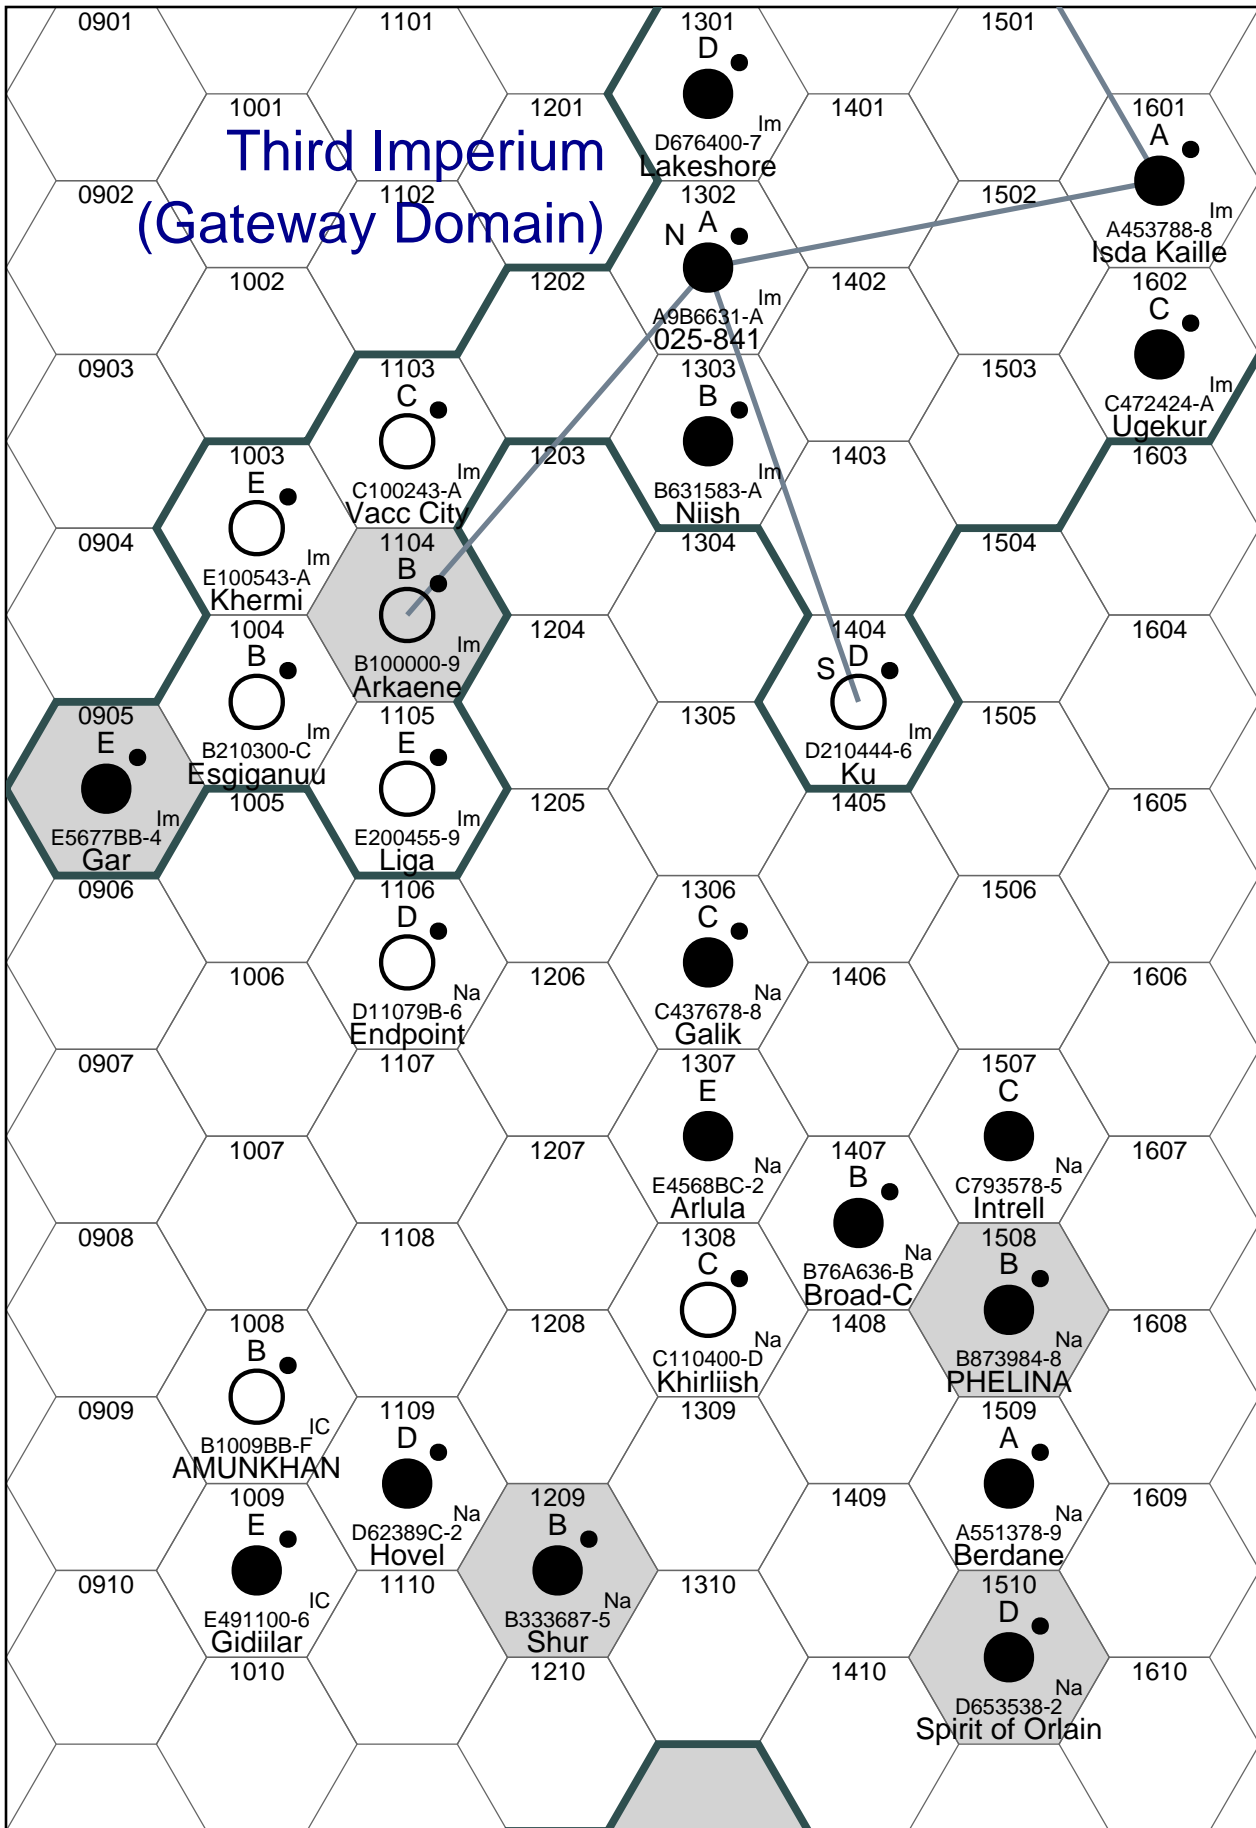 0901
1101
1301
1501
D
1001
1201
1401
1601
A
Im
D676400-7
Lakeshore
Third Imperium
(Gateway Domain)
0902
1102
1302
1502
N A
Im
A453788-8
Isda Kaille
1002
1202
1402
1602
C
Im
A9B6631-A
025-841
0903
1103
1303
1503
C
B
Im
C472424-A
Ugekur
1003
1203
1403
1603
E
Im
C100243-A
Vacc City
Im
B631583-A
Niish
0904
1104
1304
1504
B
Im
E100543-A
Khermi
1004
1204
1404
1604
B
S D
Im
B100000-9
Arkaene
0905
1105
1305
1505
E
E
Im
B210300-C
Esgiganuu
Im
D210444-6
Ku
1005
1205
1405
1605
Im
E5677BB-4
Gar
Im
E200455-9
Liga
0906
1106
1306
1506
D
C
1006
1206
1406
1606
Na
D11079B-6
Endpoint
Na
C437678-8
Galik
0907
1107
1307
1507
E
C
1007
1207
1407
1607
B
Na
E4568BC-2
Arlula
Na
C793578-5
Intrell
0908
1108
1308
1508
C
B
Na
B76A636-B
Broad-C
1008
1208
1408
1608
B
Na
C110400-D
Khirliish
Na
B873984-8
PHELINA
0909
1109
1309
1509
D
A
IC
B1009BB-F
AMUNKHAN
1009
1209
1409
1609
E
B
Na
D62389C-2
Hovel
Na
A551378-9
Berdane
0910
1110
1310
1510
D
IC
E491100-6
Gidiilar
Na
B333687-5
Shur
1010
1210
1410
1610
Na
D653538-2
Spirit of Orlain